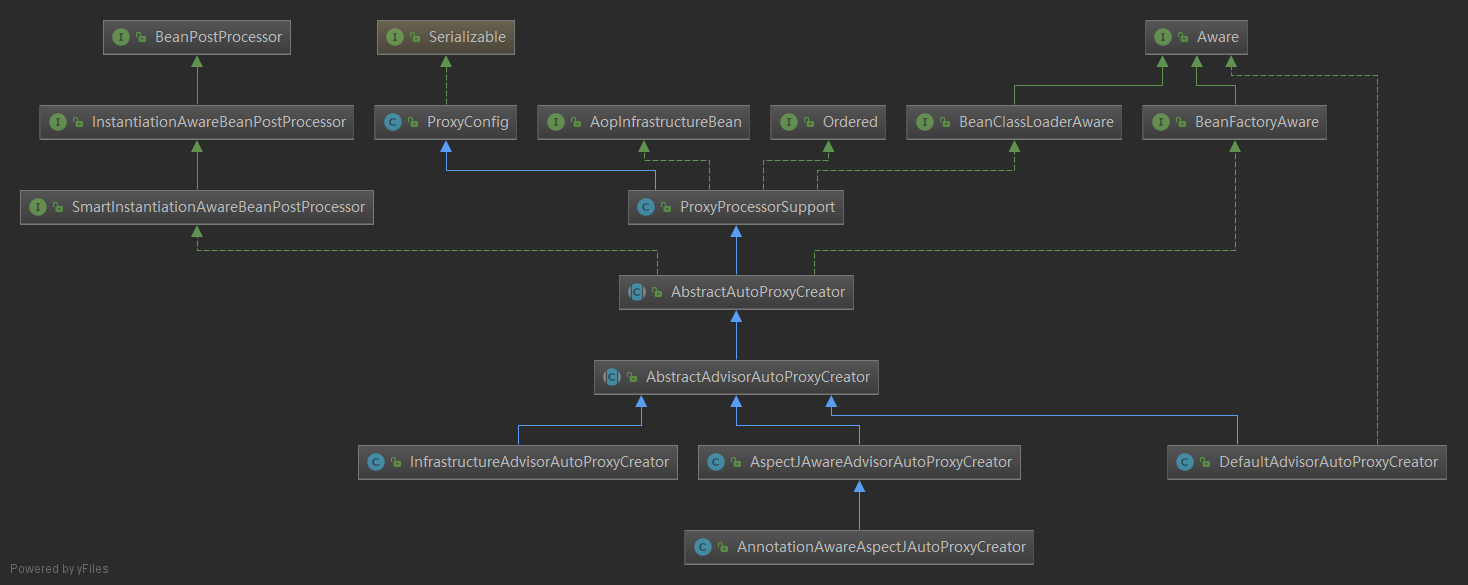 BeanPostProcessor
Serializable
Aware
InstantiationAwareBeanPostProcessor
ProxyConfig
AopInfrastructureBean
Ordered
BeanClassLoaderAware
BeanFactoryAware
SmartInstantiationAwareBeanPostProcessor
ProxyProcessorSupport
AbstractAutoProxyCreator
AbstractAdvisorAutoProxyCreator
InfrastructureAdvisorAutoProxyCreator
AspectJAwareAdvisorAutoProxyCreator
DefaultAdvisorAutoProxyCreator
AnnotationAwareAspectJAutoProxyCreator
Powered by yFiles